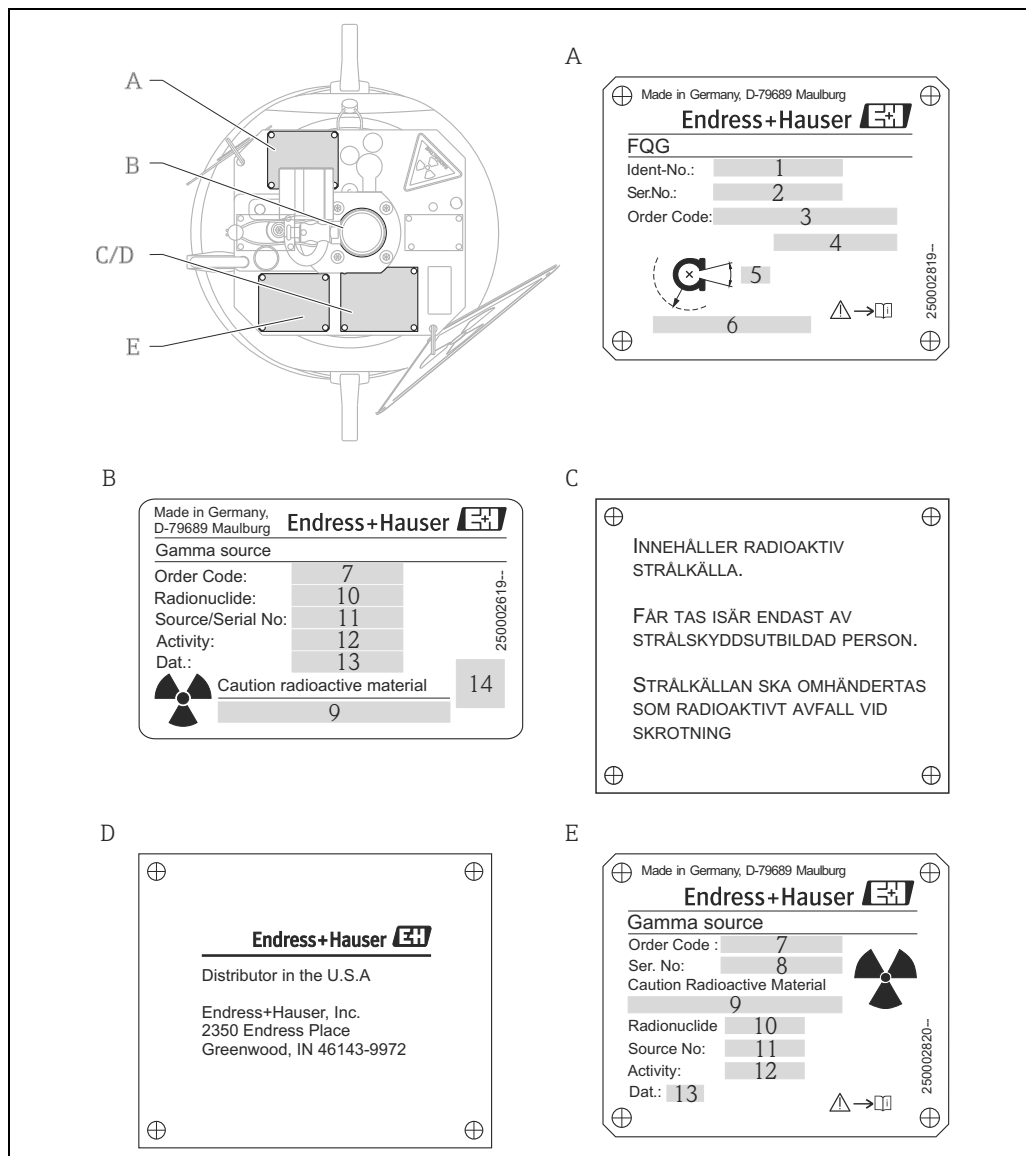 A
B
C/D
E
A
Made in Germany, D-79689 Maulburg
Endress+Hauser
FQG
Ident-No.: 1
Ser.No.: 2
Order Code: 3
4
5
6
250002819--
B
Made in Germany,
D-79689 Maulburg
Endress+Hauser
Gamma source
Order Code: 7
Radionuclide: 10
Source/Serial No: 11
Activity: 12
Dat.: 13
Caution radioactive material
14
9
250002619--
C
INNEHÅLLER RADIOAKTIV
STRÅLKÄLLA.
FÅR TAS ISÄR ENDAST AV
STRÅLSKYDDSUTBILDAD PERSON.
STRÅLKÄLLAN SKA OMHÄNDERTAS
SOM RADIOAKTIVT AVFALL VID
SKROTNING
D
Endress+Hauser EH
Distributor in the U.S.A
Endress+Hauser, Inc.
2350 Endress Place
Greenwood, IN 46143-9972
E
Made in Germany, D-79689 Maulburg
Endress+Hauser
Gamma source
Order Code : 7
Ser. No: 8
Caution Radioactive Material
9
Radionuclide 10
Source No: 11
Activity: 12
Dat.: 13
250002820--